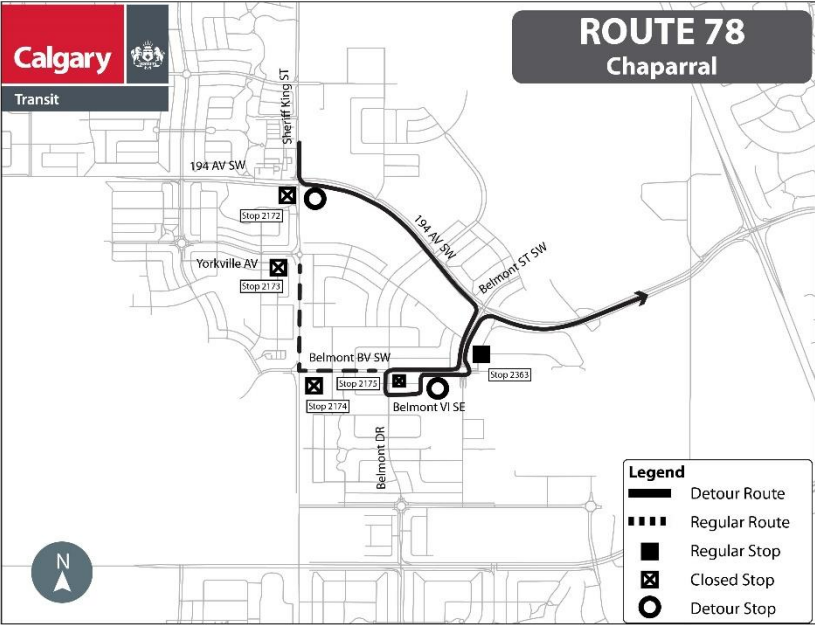 Calgary
Transit
ROUTE 78
Chaparral
Sheriff King ST
194 AV SW
Stop 2172
194 AV SW
Belmont ST SW
Yorkville AV
Stop 2173
Belmont BV SW
Stop 2175
Stop 2363
Stop 2174
Belmont VI SE
Belmont DR
Legend
Detour Route
Regular Route
Regular Stop
Closed Stop
Detour Stop
N